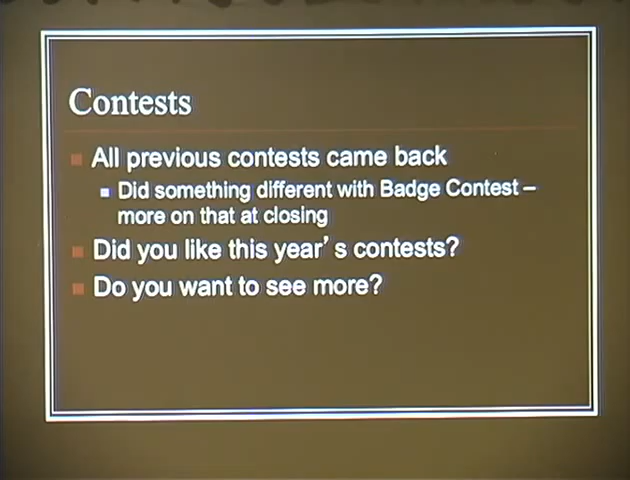 Contests
All previous contests came back
Did something different with Badge Contest –
more on that at closing
Did you like this year's contests?
Do you want to see more?